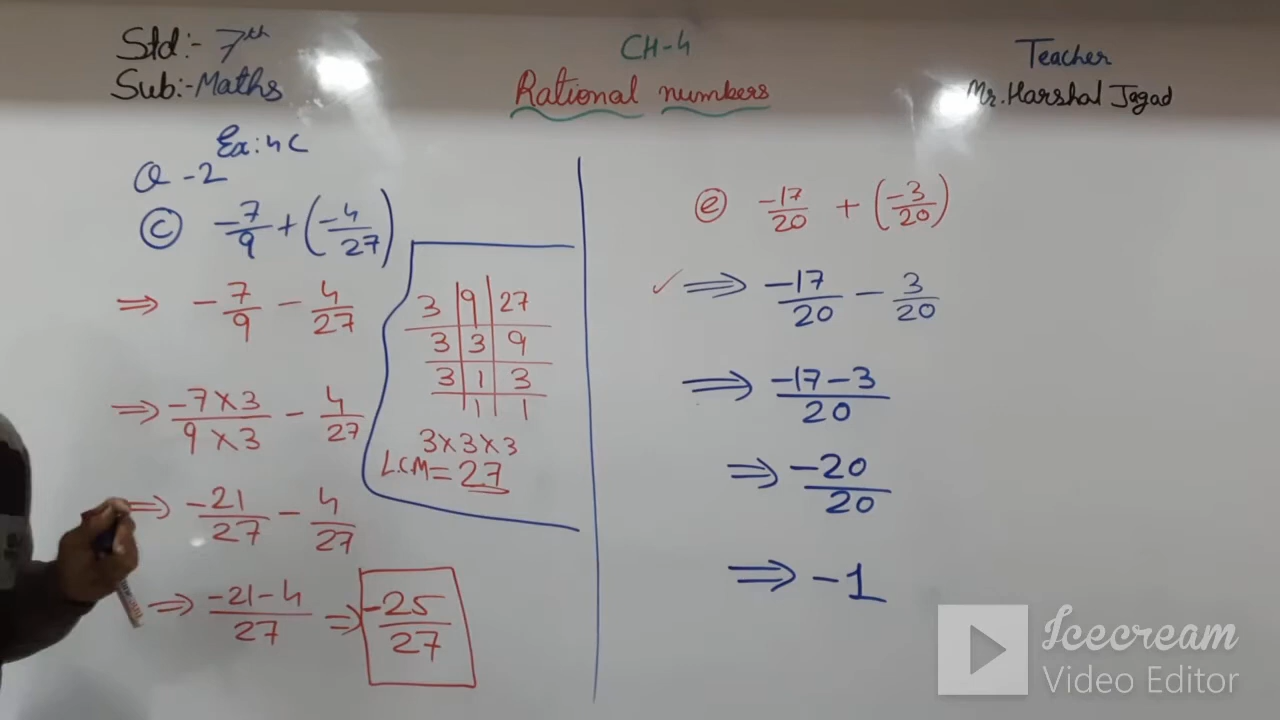 Std:- 7th
Sub:- Maths
CH-4
Rational numbers
Teacher
Mr. Harshal Jagad
Ex: 4C
Q-2
(c) -7/9 + (-4/27)
⇒ -7/9 - 4/27
⇒ -7×3/9×3 - 4/27
⇒ -21/27 - 4/27
⇒ -21-4/27 ⇒ -25/27
3 | 9 | 27
3 | 3 | 9
3 | 1 | 3
1 | 1
3×3×3
L.CM = 27
(e) -17/20 + (-3/20)
✓ ⇒ -17/20 - 3/20
⇒ -17-3/20
⇒ -20/20
⇒ -1
Icecream
Video Editor